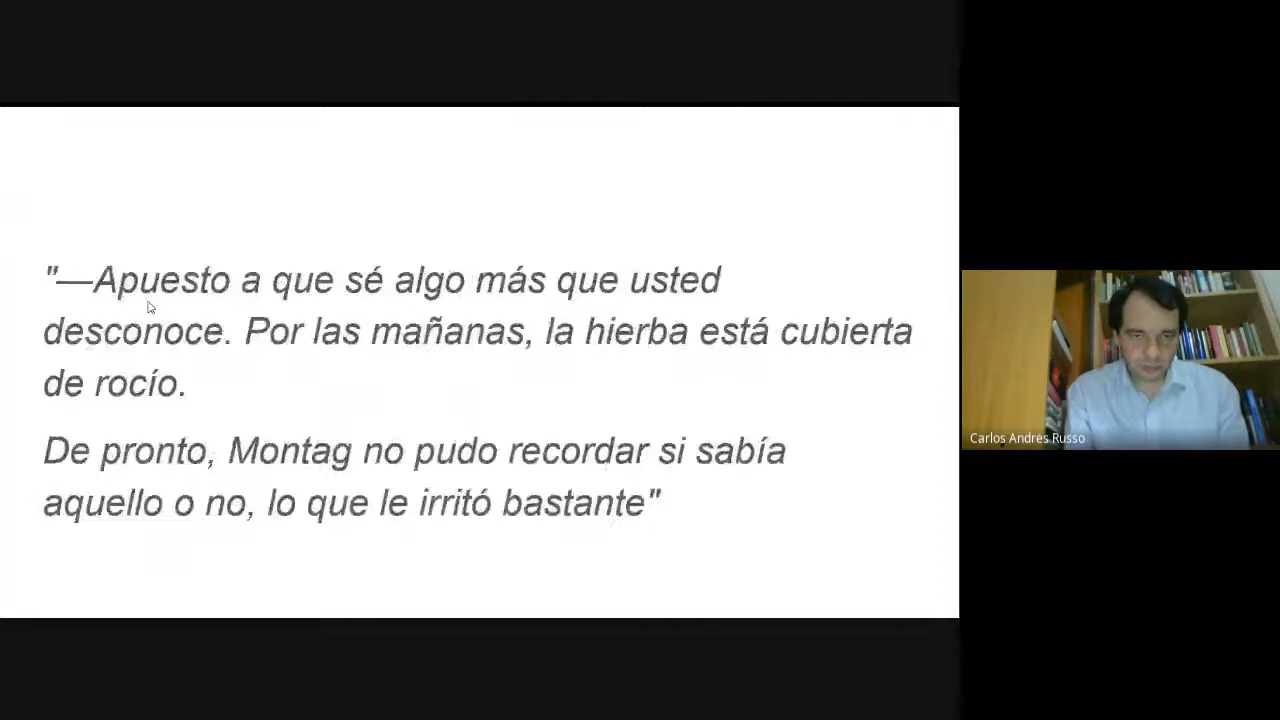 "—Apuesto a que sé algo más que usted
desconoce. Por las mañanas, la hierba está cubierta
de rocío.
De pronto, Montag no pudo recordar si sabía
aquello o no, lo que le irritó bastante"
Carlos Andres Russo